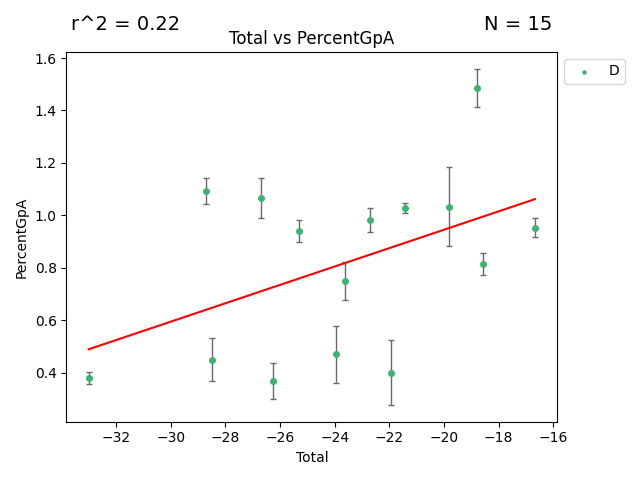 r^2 = 0.22
N = 15
Total vs PercentGpA
D
1.6
1.4
1.2
1.0
0.8
0.6
0.4
PercentGpA
−32
−30
−28
−26
−24
−22
−20
−18
−16
Total